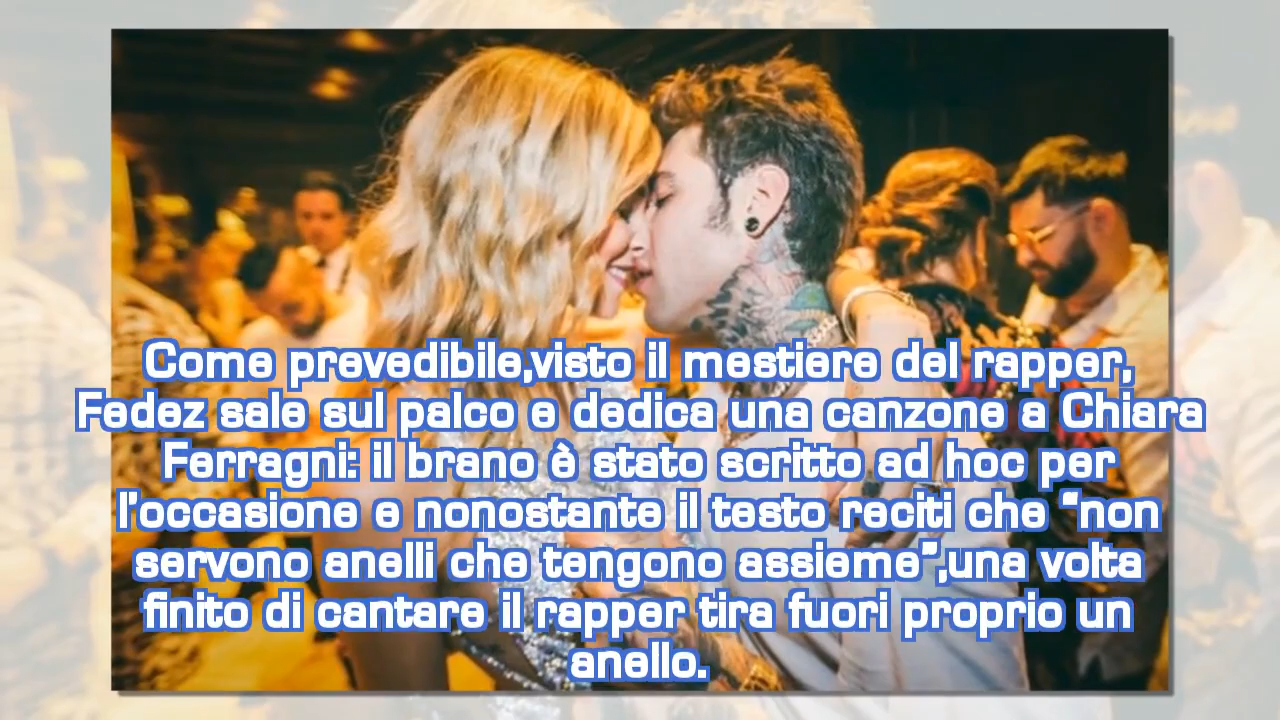 Come prevedibile,visto il mestiere del rapper,
Fedez sale sul palco e dedica una canzone a Chiara
Ferragni: il brano è stato scritto ad hoc per
l'occasione e nonostante il testo reciti che “non
servono anelli che tengono assieme”,una volta
finito di cantare il rapper tira fuori proprio un
anello.